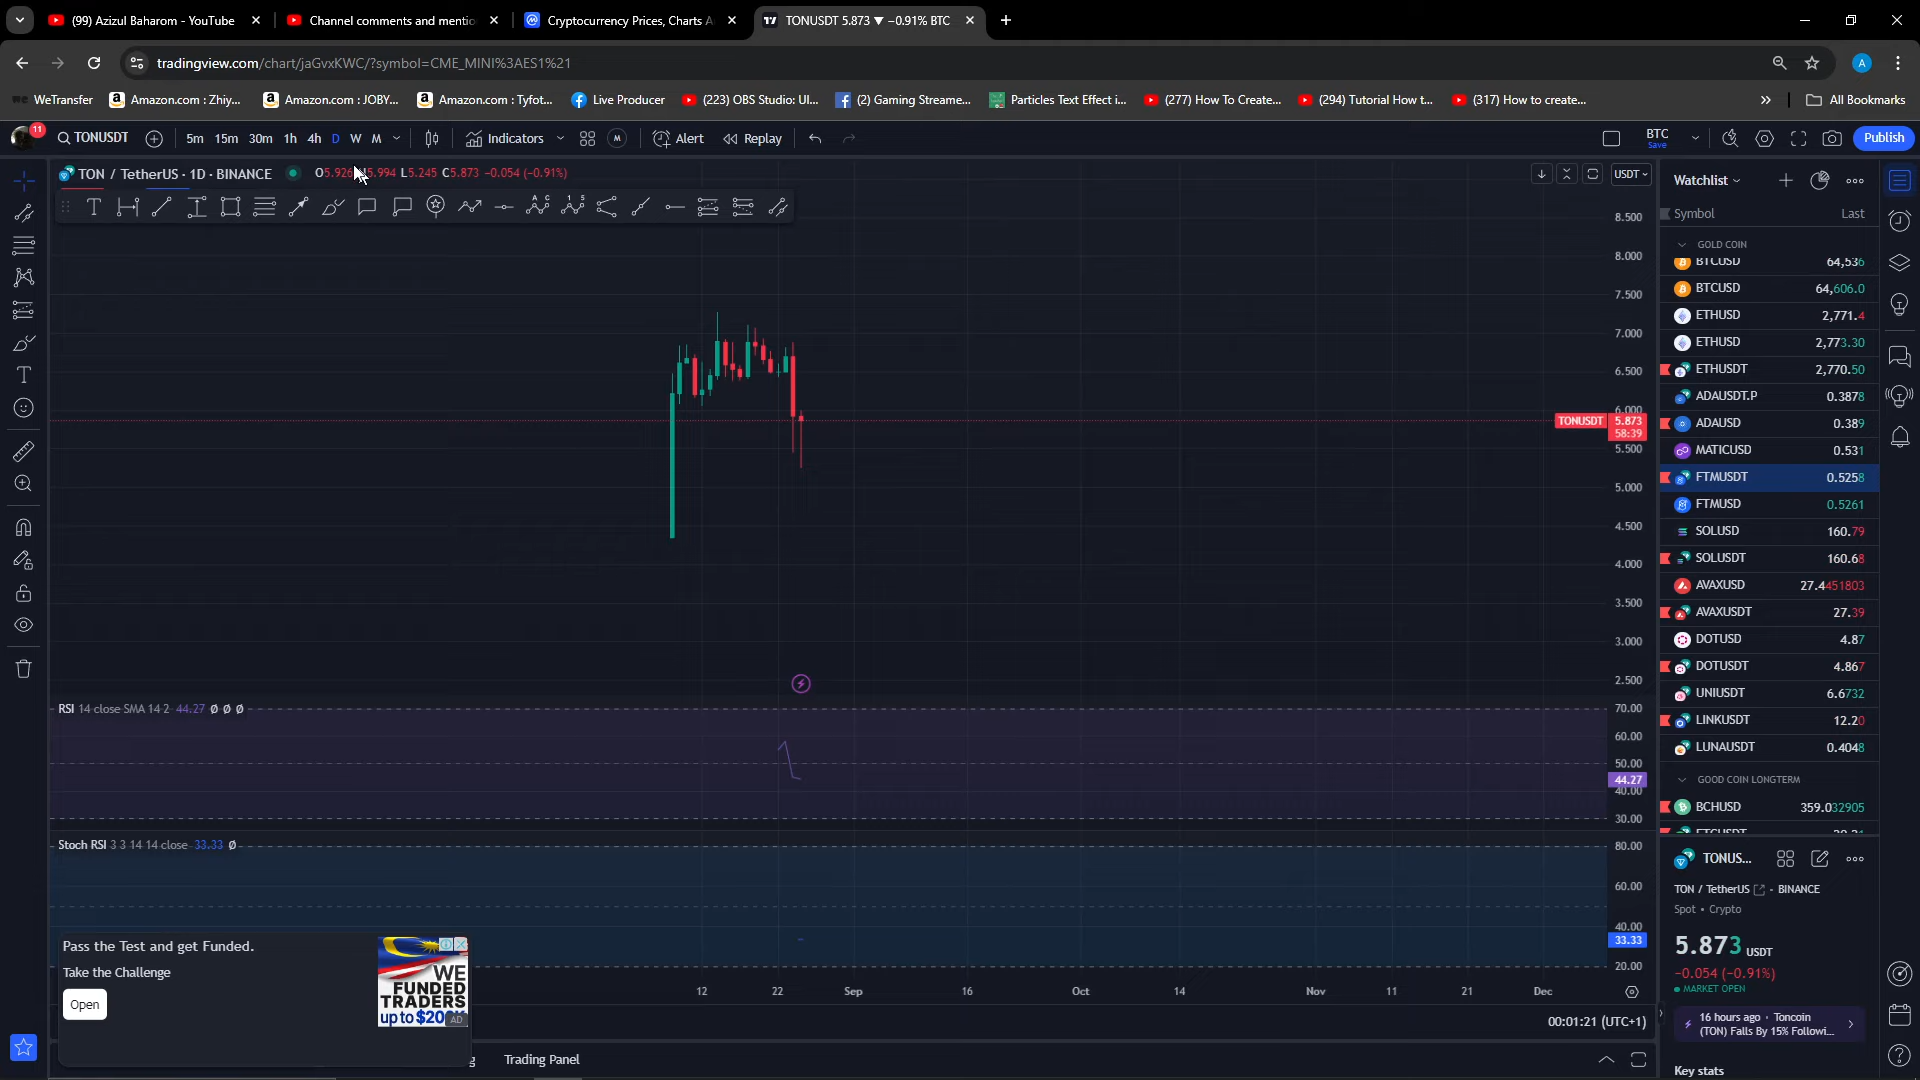 (99) Azizul Baharom - YouTube
Channel comments and mentio
Cryptocurrency Prices, Charts A
TONUSDT 5.873 ▼ −0.91% BTC
tradingview.com/chart/jaGvxKWC/?symbol=CME_MINI%3AES1%21
A
WeTransfer
Amazon.com : Zhiy...
Amazon.com : JOBY...
Amazon.com : Tyfot...
Live Producer
(223) OBS Studio: Ul...
(2) Gaming Streame...
Particles Text Effect i...
(277) How To Create...
(294) Tutorial How t...
(317) How to create...
All Bookmarks
11
TONUSDT
5m 15m 30m 1h 4h D W M
Indicators
M
Alert
Replay
BTC
Save
Publish
TON / TetherUS · 1D · BINANCE
L5.245 C5.873 −0.054 (−0.91%)
USDT
8.500
8.000
7.500
7.000
6.500
6.000
TONUSDT 5.873
58:39
5.500
5.000
4.500
4.000
3.500
3.000
2.500
RSI 14 close SMA 14 2 44.27 Ø Ø Ø
70.00
60.00
50.00
44.27
40.00
30.00
Stoch RSI 3 3 14 14 close 33.33 Ø
80.00
60.00
40.00
33.33
20.00
12 22 Sep 16 Oct 14 Nov 11 21 Dec
00:01:21 (UTC+1)
Pass the Test and get Funded.
Take the Challenge
Open
WE
FUNDED
TRADERS
AD
Trading Panel
Watchlist
Symbol Last
GOLD COIN
BTCUSD 64,536
BTCUSD 64,606.0
ETHUSD 2,771.4
ETHUSD 2,773.30
ETHUSDT 2,770.50
ADAUSDT.P 0.3878
ADAUSD 0.389
MATICUSD 0.531
FTMUSDT 0.5258
FTMUSD 0.5261
SOLUSD 160.79
SOLUSDT 160.68
AVAXUSD 27.4451803
AVAXUSDT 27.39
DOTUSD 4.87
DOTUSDT 4.867
UNIUSDT 6.6732
LINKUSDT 12.20
LUNAUSDT 0.4048
GOOD COIN LONGTERM
BCHUSD 359.032905
TONUS...
TON / TetherUS - BINANCE
Spot • Crypto
5.873 USDT
−0.054 (−0.91%)
MARKET OPEN
16 hours ago · Toncoin
(TON) Falls By 15% Followi...
Key stats